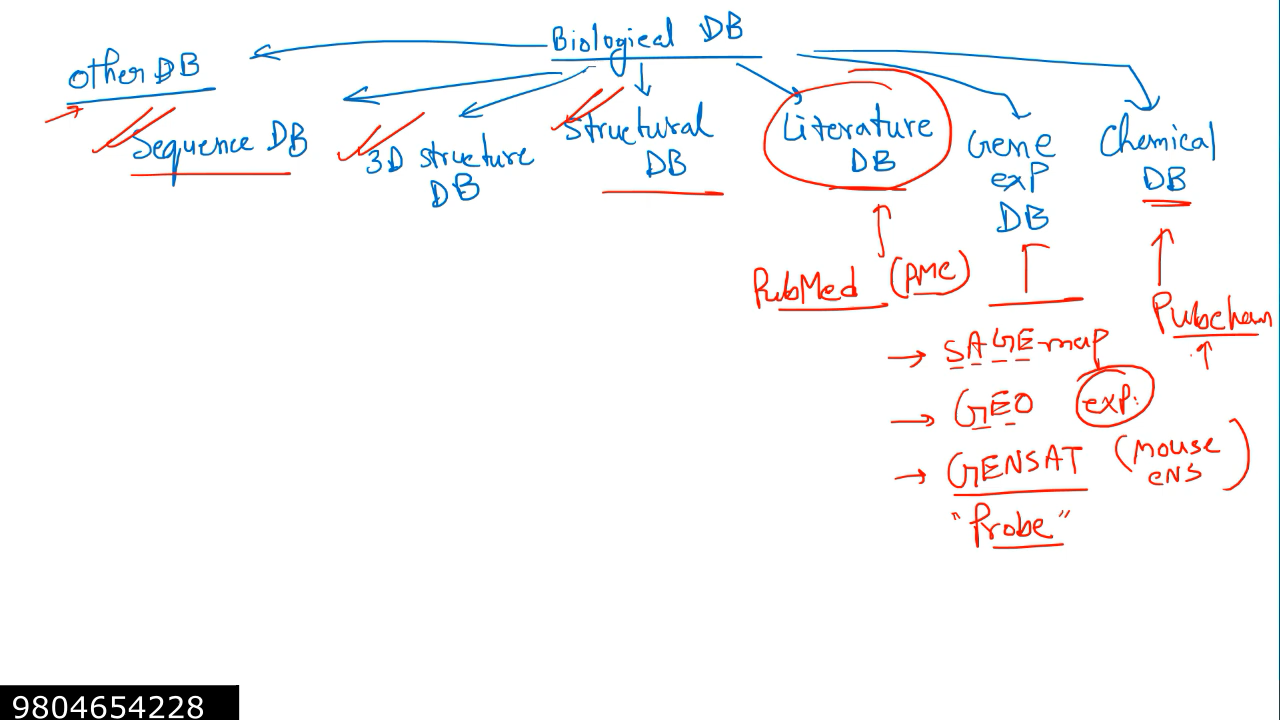 Biological DB
other DB
Sequence DB
3D structure
DB
Structural
DB
Literature
DB
Gene
exp
DB
Chemical
DB
PubMed (PMC)
Pubchem
SAGEmap
GEO exp.
GENSAT (Mouse
CNS)
"Probe"
9804654228